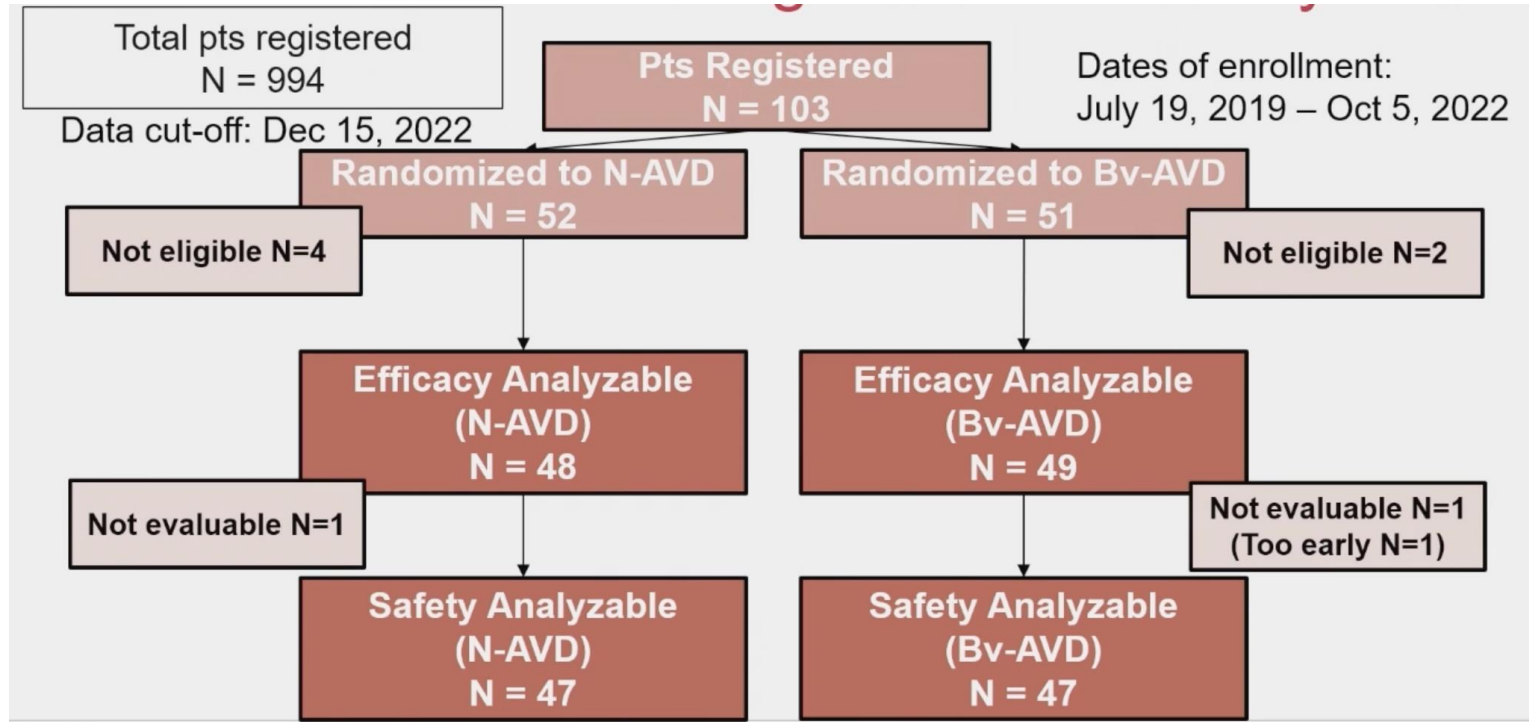 Total pts registered
N = 994
Data cut-off: Dec 15, 2022
Pts Registered
N = 103
Dates of enrollment:
July 19, 2019 – Oct 5, 2022
Randomized to N-AVD
N = 52
Randomized to Bv-AVD
N = 51
Not eligible N=4
Not eligible N=2
Efficacy Analyzable
(N-AVD)
N = 48
Efficacy Analyzable
(Bv-AVD)
N = 49
Not evaluable N=1
Not evaluable N=1
(Too early N=1)
Safety Analyzable
(N-AVD)
N = 47
Safety Analyzable
(Bv-AVD)
N = 47